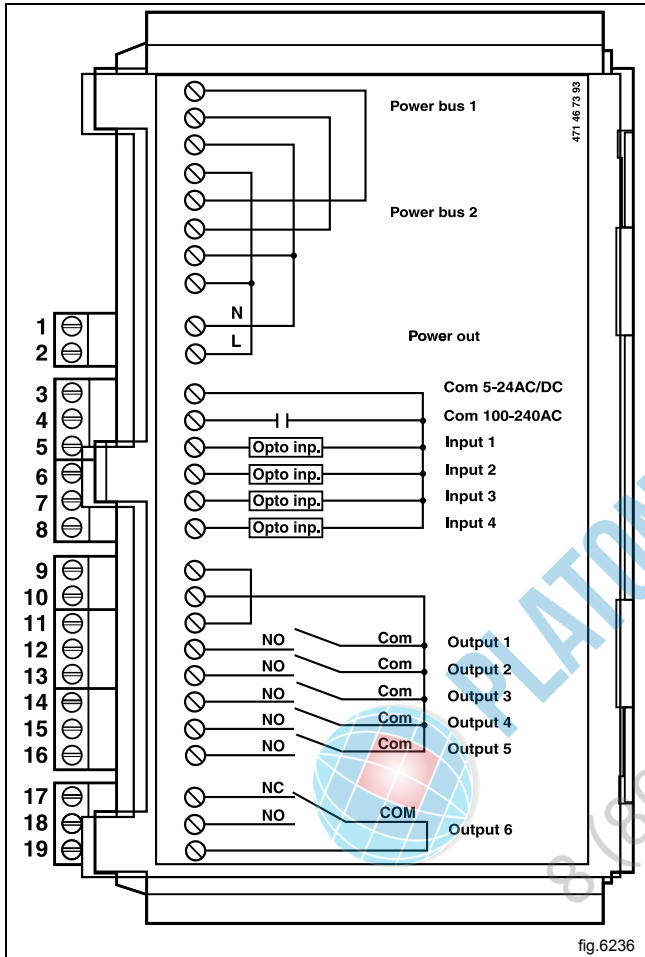 471 46 73 93
Power bus 1
Power bus 2
N
L
Power out
1
2
3
4
5
6
7
8
9
10
11
12
13
14
15
16
17
18
19
Com 5-24AC/DC
Com 100-240AC
Opto inp. Input 1
Opto inp. Input 2
Opto inp. Input 3
Opto inp. Input 4
NO Com Output 1
NO Com Output 2
NO Com Output 3
NO Com Output 4
NO Com Output 5
NC
NO COM Output 6
PLATON
8 (8
fig.6236